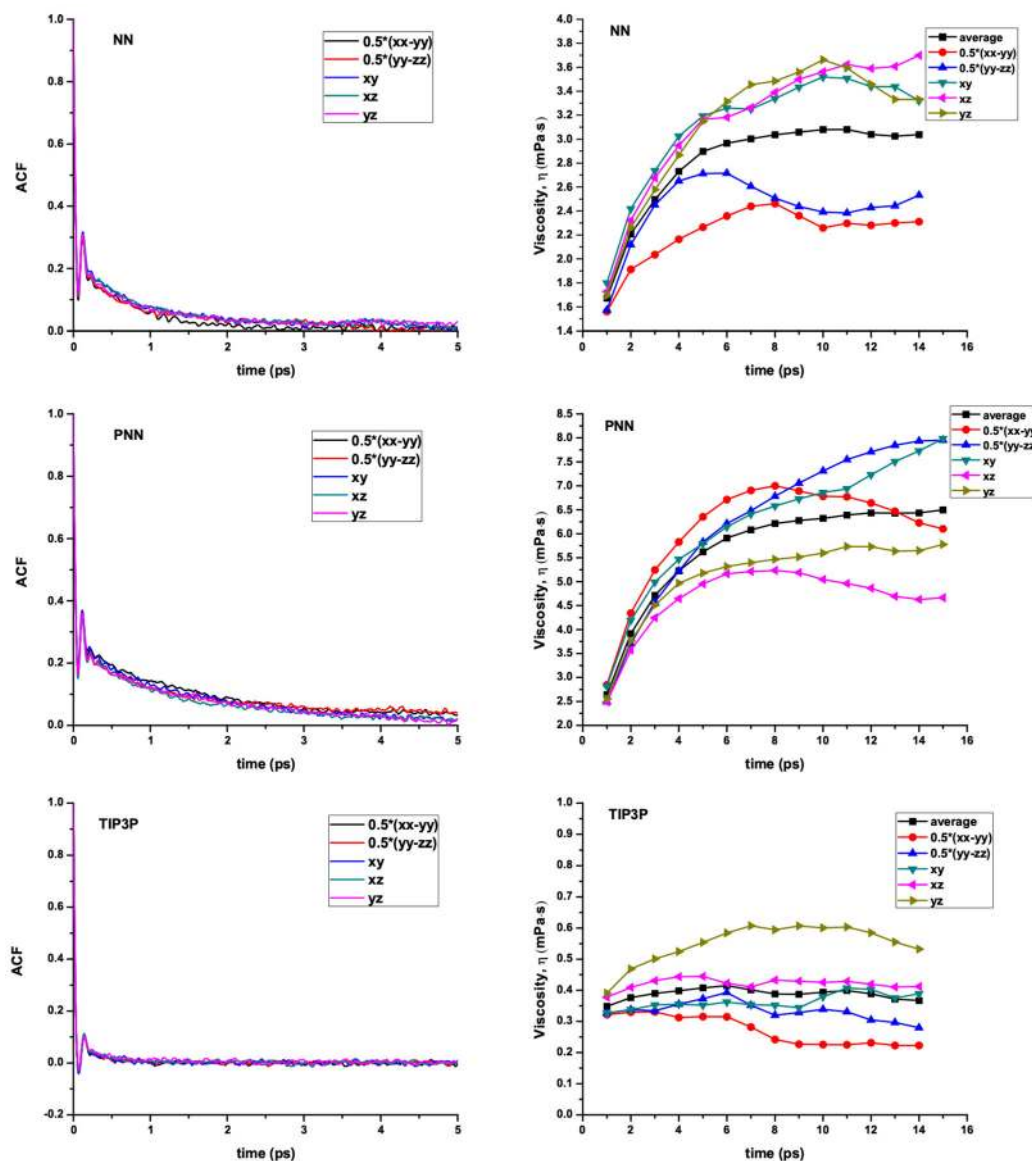 NN
0.5*(xx-yy)
0.5*(yy-zz)
xy
xz
yz
ACF
1.0
0.8
0.6
0.4
0.2
0.0
0 1 2 3 4 5
time (ps)
NN
average
0.5*(xx-yy)
0.5*(yy-zz)
xy
xz
yz
Viscosity, η (mPa·s)
4.0
3.8
3.6
3.4
3.2
3.0
2.8
2.6
2.4
2.2
2.0
1.8
1.6
1.4
0 2 4 6 8 10 12 14 16
time (ps)
PNN
0.5*(xx-yy)
0.5*(yy-zz)
xy
xz
yz
ACF
1.0
0.8
0.6
0.4
0.2
0.0
0 1 2 3 4 5
time (ps)
PNN
average
0.5*(xx-yy
0.5*(yy-zz
xy
xz
yz
Viscosity, η (mPa·s)
8.5
8.0
7.5
7.0
6.5
6.0
5.5
5.0
4.5
4.0
3.5
3.0
2.5
2.0
0 2 4 6 8 10 12 14 16
time (ps)
TIP3P
0.5*(xx-yy)
0.5*(yy-zz)
xy
xz
yz
ACF
1.0
0.8
0.6
0.4
0.2
0.0
-0.2
0 1 2 3 4 5
time (ps)
TIP3P
average
0.5*(xx-yy)
0.5*(yy-zz)
xy
xz
yz
Viscosity, η (mPa·s)
1.0
0.9
0.8
0.7
0.6
0.5
0.4
0.3
0.2
0.1
0.0
0 2 4 6 8 10 12 14 16
time (ps)